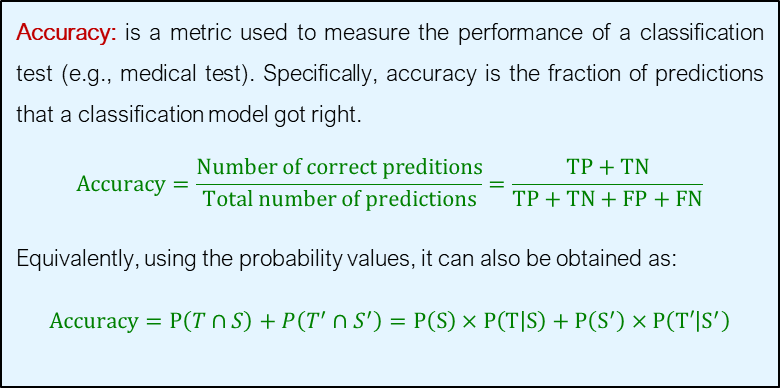 Accuracy: is a metric used to measure the performance of a classification
test (e.g., medical test). Specifically, accuracy is the fraction of predictions
that a classification model got right.
Accuracy = Number of correct preditions / Total number of predictions = TP + TN / TP + TN + FP + FN
Equivalently, using the probability values, it can also be obtained as:
Accuracy = P(T ∩ S) + P(T′ ∩ S′) = P(S) × P(T|S) + P(S′) × P(T′|S′)